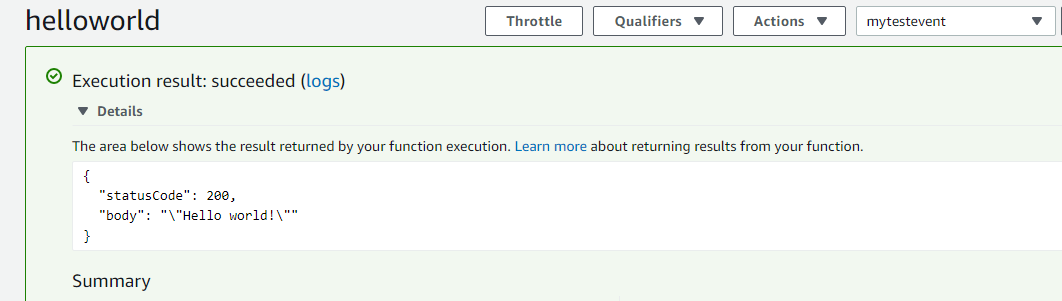 helloworld
Throttle
Qualifiers
Actions
mytestevent
Execution result: succeeded (logs)
Details
The area below shows the result returned by your function execution. Learn more about returning results from your function.
{
"statusCode": 200,
"body": "\"Hello world!\""
}
Summary